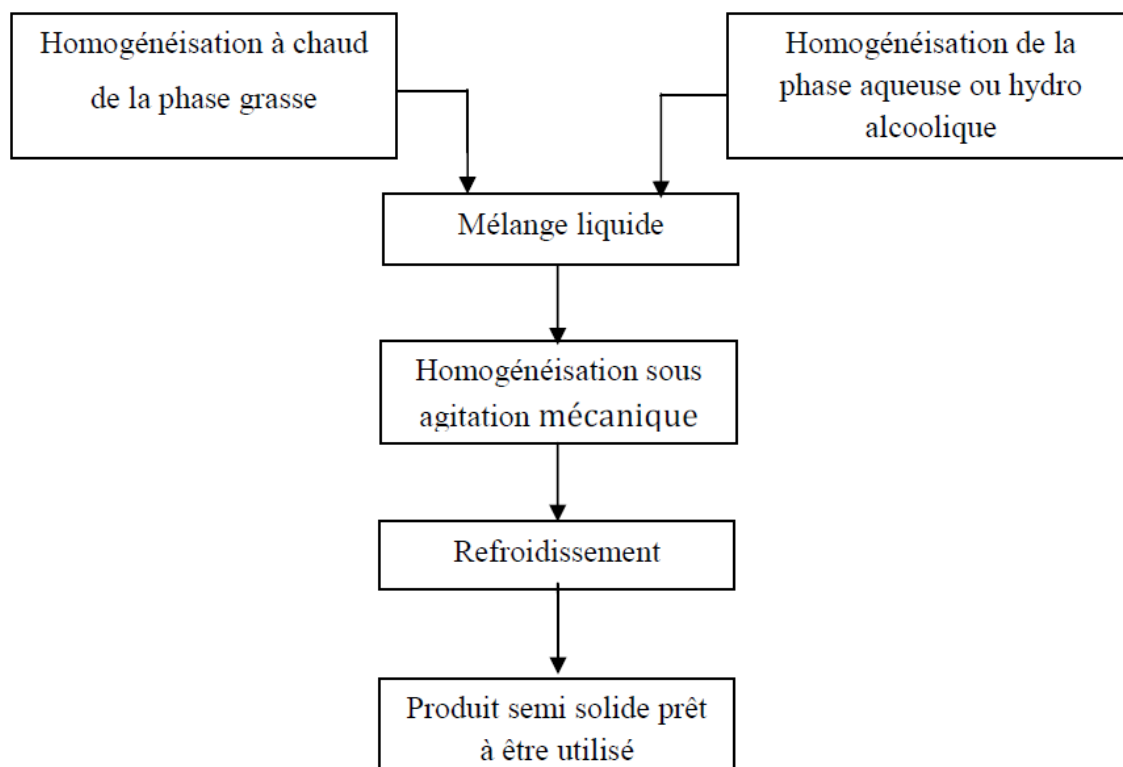 Homogénéisation à chaud
de la phase grasse
Homogénéisation de la
phase aqueuse ou hydro
alcoolique
Mélange liquide
Homogénéisation sous
agitation mécanique
Refroidissement
Produit semi solide prêt
à être utilisé